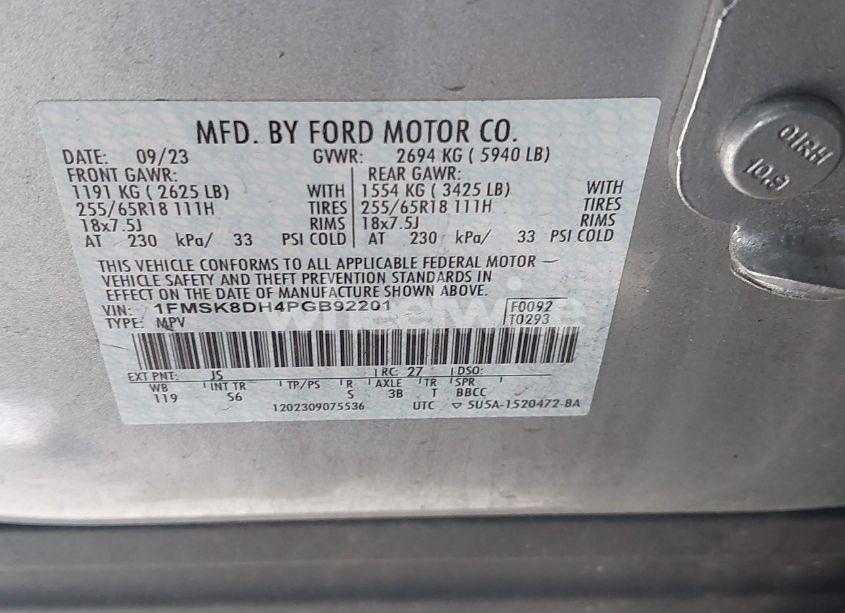 MFD. BY FORD MOTOR CO.
DATE: 09/23 GVWR: 2694 KG ( 5940 LB)
FRONT GAWR: REAR GAWR:
1191 KG ( 2625 LB) WITH 1554 KG ( 3425 LB) WITH
255/65R18 111H TIRES 255/65R18 111H TIRES
18x7.5J RIMS 18x7.5J RIMS
AT 230 kPa/ 33 PSI COLD AT 230 kPa/ 33 PSI COLD
THIS VEHICLE CONFORMS TO ALL APPLICABLE FEDERAL MOTOR
VEHICLE SAFETY AND THEFT PREVENTION STANDARDS IN
EFFECT ON THE DATE OF MANUFACTURE SHOWN ABOVE.
VIN: 1FMSK8DH4PGB92201 F0092
TYPE: MPV T0293
EXT PNT: JS RC: 27 DSO:
WB INT TR TP/PS R AXLE TR SPR
119 S6 S 3B T BBCC
1202309075536 UTC ▽ 5U5A-1520472-BA
QIRH
10.9